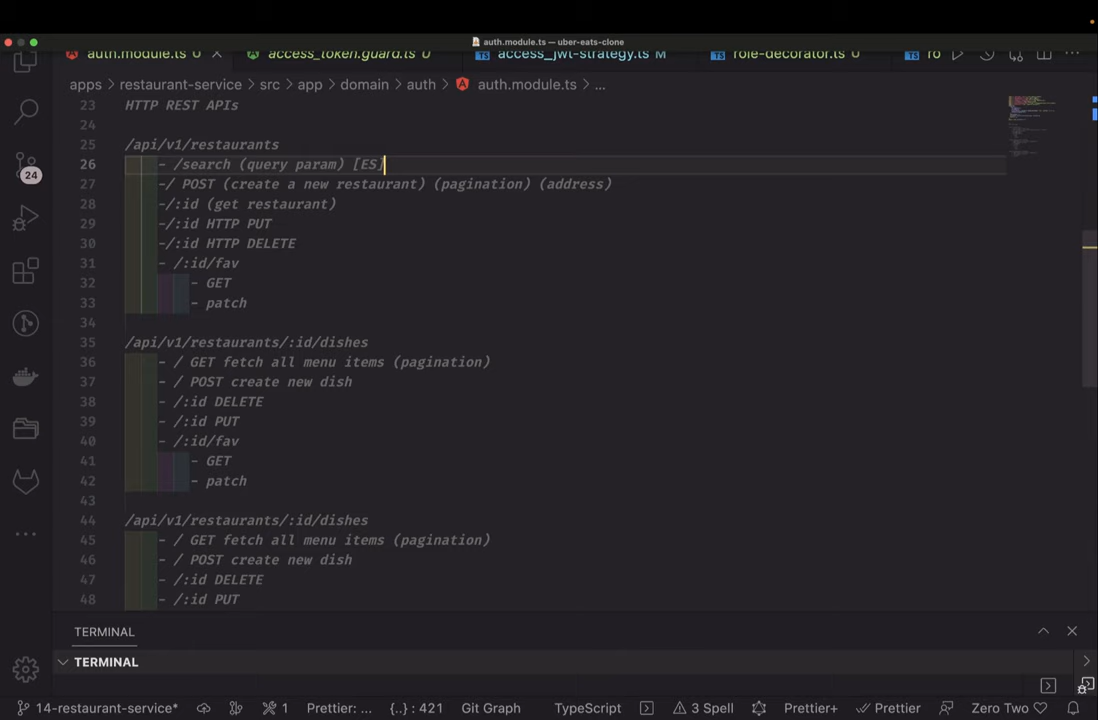 auth.module.ts — uber-eats-clone
auth.module.ts U
access_token.guard.ts U
access_jwt-strategy.ts M
role-decorator.ts U
ro
apps > restaurant-service > src > app > domain > auth > auth.module.ts > ...
23 HTTP REST APIs
24
25 /api/v1/restaurants
26 - /search (query param) [ES]
27 -/ POST (create a new restaurant) (pagination) (address)
28 -/:id (get restaurant)
29 -/:id HTTP PUT
30 -/:id HTTP DELETE
31 - /:id/fav
32 - GET
33 - patch
34
35 /api/v1/restaurants/:id/dishes
36 - / GET fetch all menu items (pagination)
37 - / POST create new dish
38 - /:id DELETE
39 - /:id PUT
40 - /:id/fav
41 - GET
42 - patch
43
44 /api/v1/restaurants/:id/dishes
45 - / GET fetch all menu items (pagination)
46 - / POST create new dish
47 - /:id DELETE
48 - /:id PUT
24
TERMINAL
TERMINAL
14-restaurant-service* 1 Prettier: ... {..} : 421 Git Graph TypeScript 3 Spell Prettier+ Prettier Zero Two